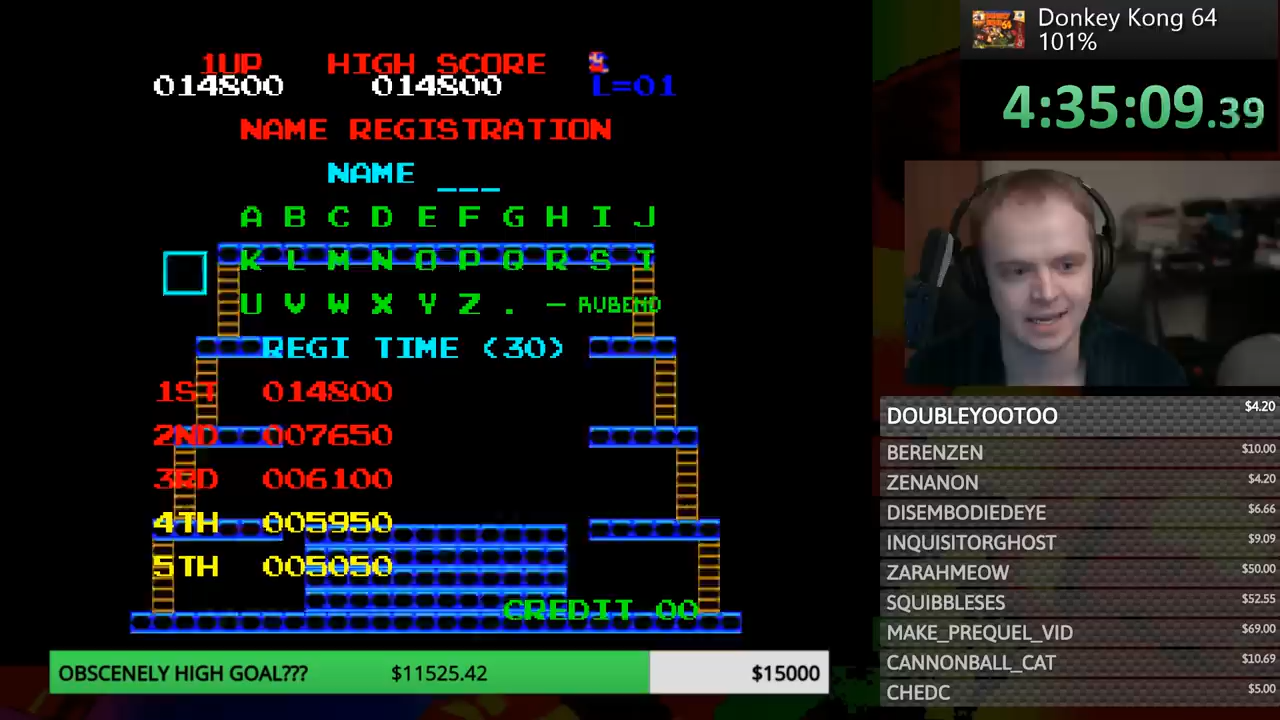 1UP HIGH SCORE
014800 014800 L=01
NAME REGISTRATION
NAME ___
A B C D E F G H I J
K L M N O P Q R S T
U V W X Y Z . - RUBEND
REGI TIME (30)
1ST 014800
2ND 007650
3RD 006100
4TH 005950
5TH 005050
CREDIT 00
OBSCENELY HIGH GOAL??? $11525.42 $15000
Donkey Kong 64
101%
4:35:09.39
DOUBLEYOOTOO $4.20
BERENZEN $10.00
ZENANON $4.20
DISEMBODIEDEYE $6.66
INQUISITORGHOST $9.09
ZARAHMEOW $50.00
SQUIBBLESES $52.55
MAKE_PREQUEL_VID $69.00
CANNONBALL_CAT $10.69
CHEDC $5.00